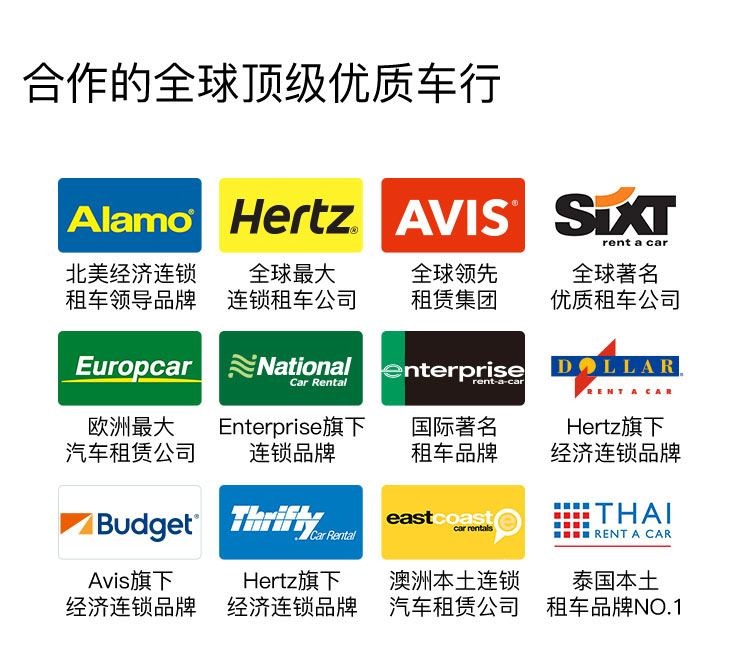 合作的全球顶级优质车行
Alamo®
北美经济连锁
租车领导品牌
Hertz®
全球最大
连锁租车公司
AVIS®
全球领先
租赁集团
SIXT
rent a car
全球著名
优质租车公司
Europcar
欧洲最大
汽车租赁公司
National
Car Rental
Enterprise旗下
连锁品牌
enterprise
rent-a-car
国际著名
租车品牌
DOLLAR®
RENT A CAR
Hertz旗下
经济连锁品牌
Budget®
Avis旗下
经济连锁品牌
Thrifty
Car Rental
Hertz旗下
经济连锁品牌
eastcoast e
car rentals
澳洲本土连锁
汽车租赁公司
THAI
RENT A CAR
泰国本土
租车品牌NO.1